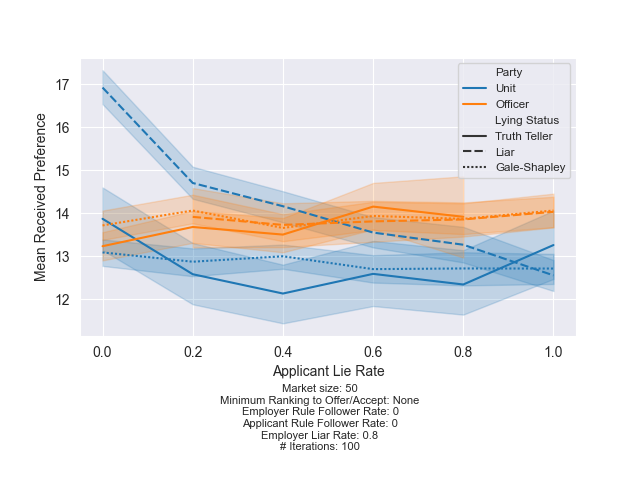 Party
Unit
Officer
Lying Status
Truth Teller
Liar
Gale-Shapley
Mean Received Preference
17
16
15
14
13
12
0.0 0.2 0.4 0.6 0.8 1.0
Applicant Lie Rate
Market size: 50
Minimum Ranking to Offer/Accept: None
Employer Rule Follower Rate: 0
Applicant Rule Follower Rate: 0
Employer Liar Rate: 0.8
# Iterations: 100